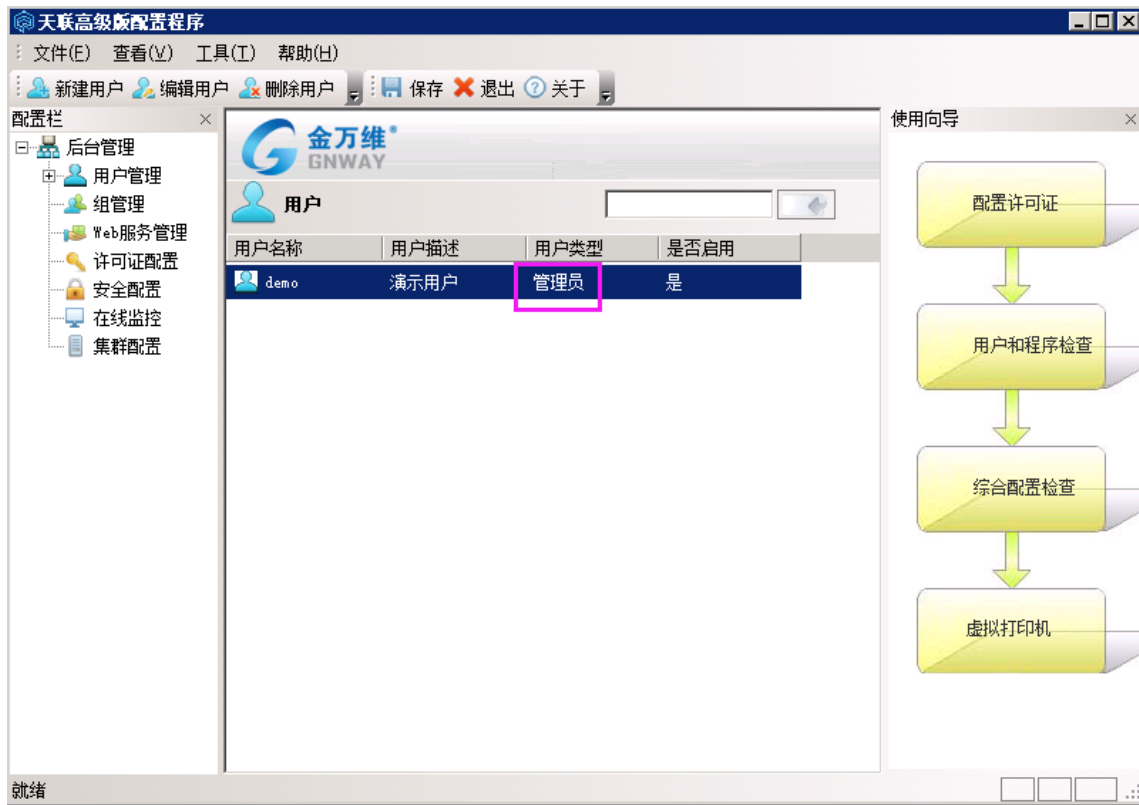 天联高级版配置程序
文件(F) 查看(V) 工具(T) 帮助(H)
新建用户 编辑用户 删除用户 保存 退出 关于
配置栏
后台管理
用户管理
组管理
Web服务管理
许可证配置
安全配置
在线监控
集群配置
金万维®
GNWAY
用户
用户名称 用户描述 用户类型 是否启用
demo 演示用户 管理员 是
使用向导
配置许可证
用户和程序检查
综合配置检查
虚拟打印机
就绪